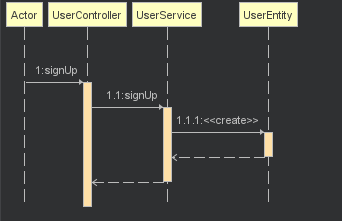 Actor UserController UserService UserEntity
1:signUp
1.1:signUp
1.1.1:<<create>>